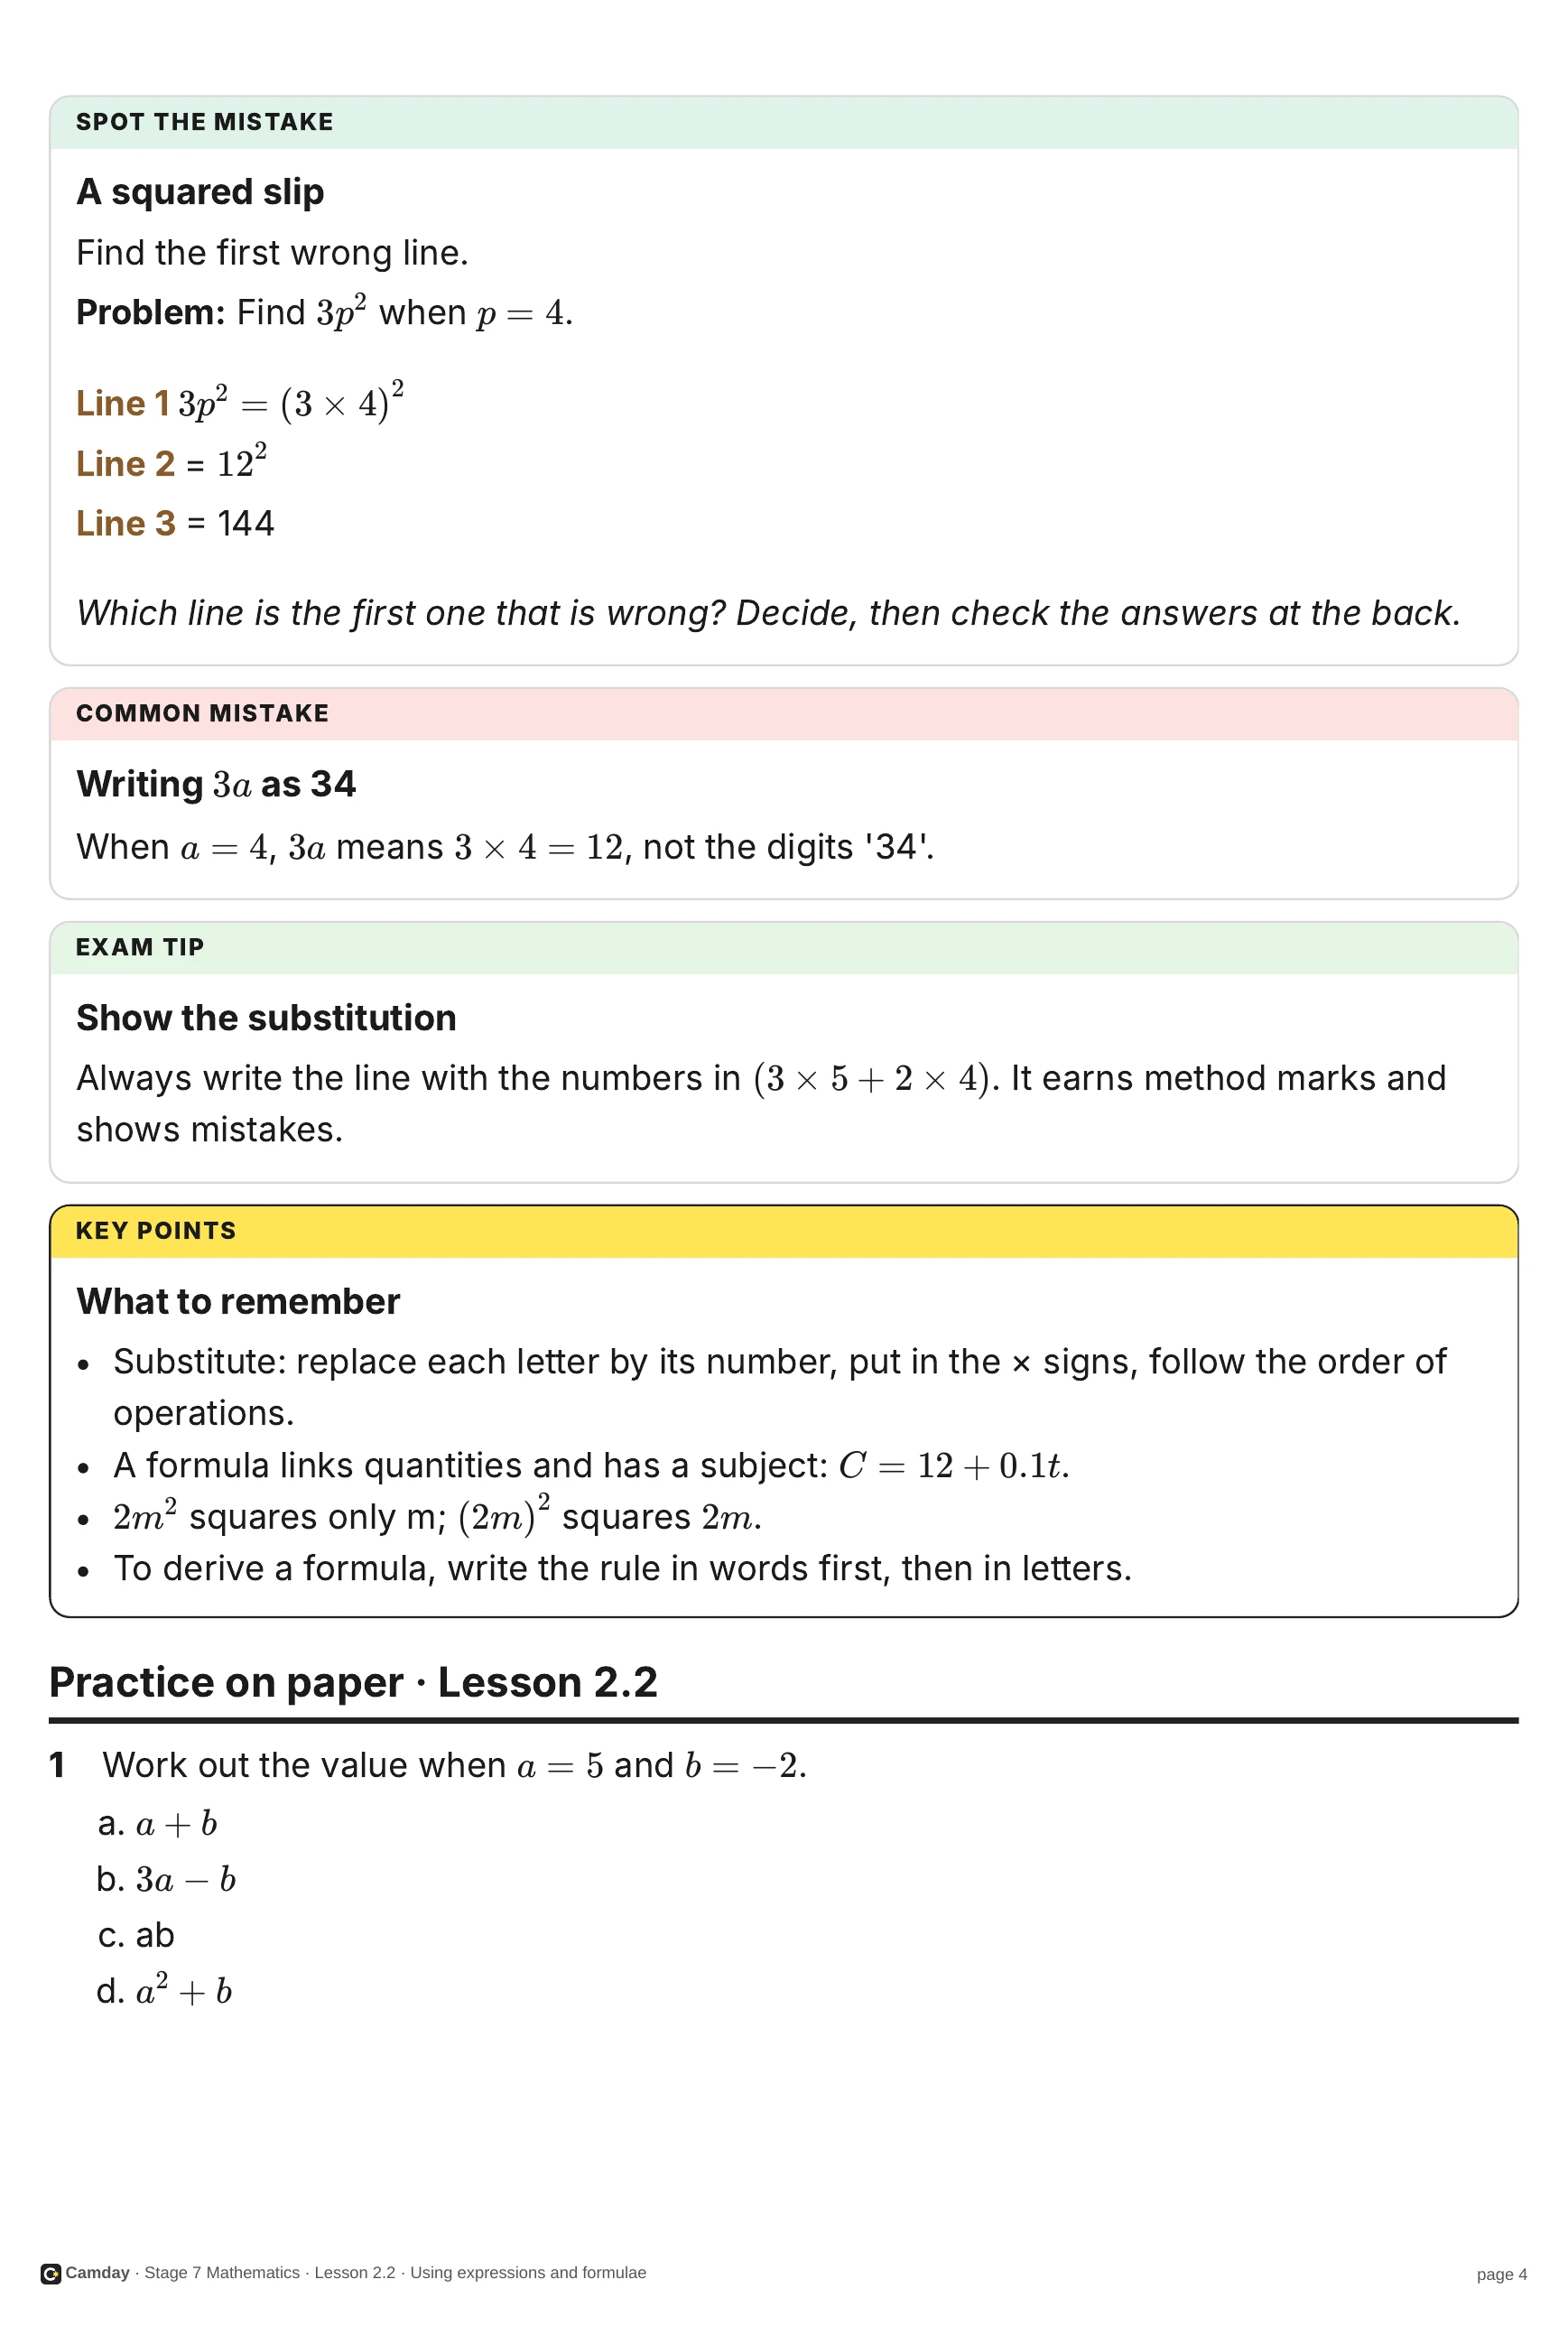 SPOT THE MISTAKE
A squared slip
Find the first wrong line.
Problem: Find 3p² when p = 4.
Line 1 3p² = (3 × 4)²
Line 2 = 12²
Line 3 = 144
Which line is the first one that is wrong? Decide, then check the answers at the back.
COMMON MISTAKE
Writing 3a as 34
When a = 4, 3a means 3 × 4 = 12, not the digits '34'.
EXAM TIP
Show the substitution
Always write the line with the numbers in (3 × 5 + 2 × 4). It earns method marks and
shows mistakes.
KEY POINTS
What to remember
• Substitute: replace each letter by its number, put in the × signs, follow the order of
operations.
• A formula links quantities and has a subject: C = 12 + 0.1t.
• 2m² squares only m; (2m)² squares 2m.
• To derive a formula, write the rule in words first, then in letters.
Practice on paper · Lesson 2.2
1 Work out the value when a = 5 and b = −2.
a. a + b
b. 3a − b
c. ab
d. a² + b
Camday · Stage 7 Mathematics · Lesson 2.2 · Using expressions and formulae
page 4